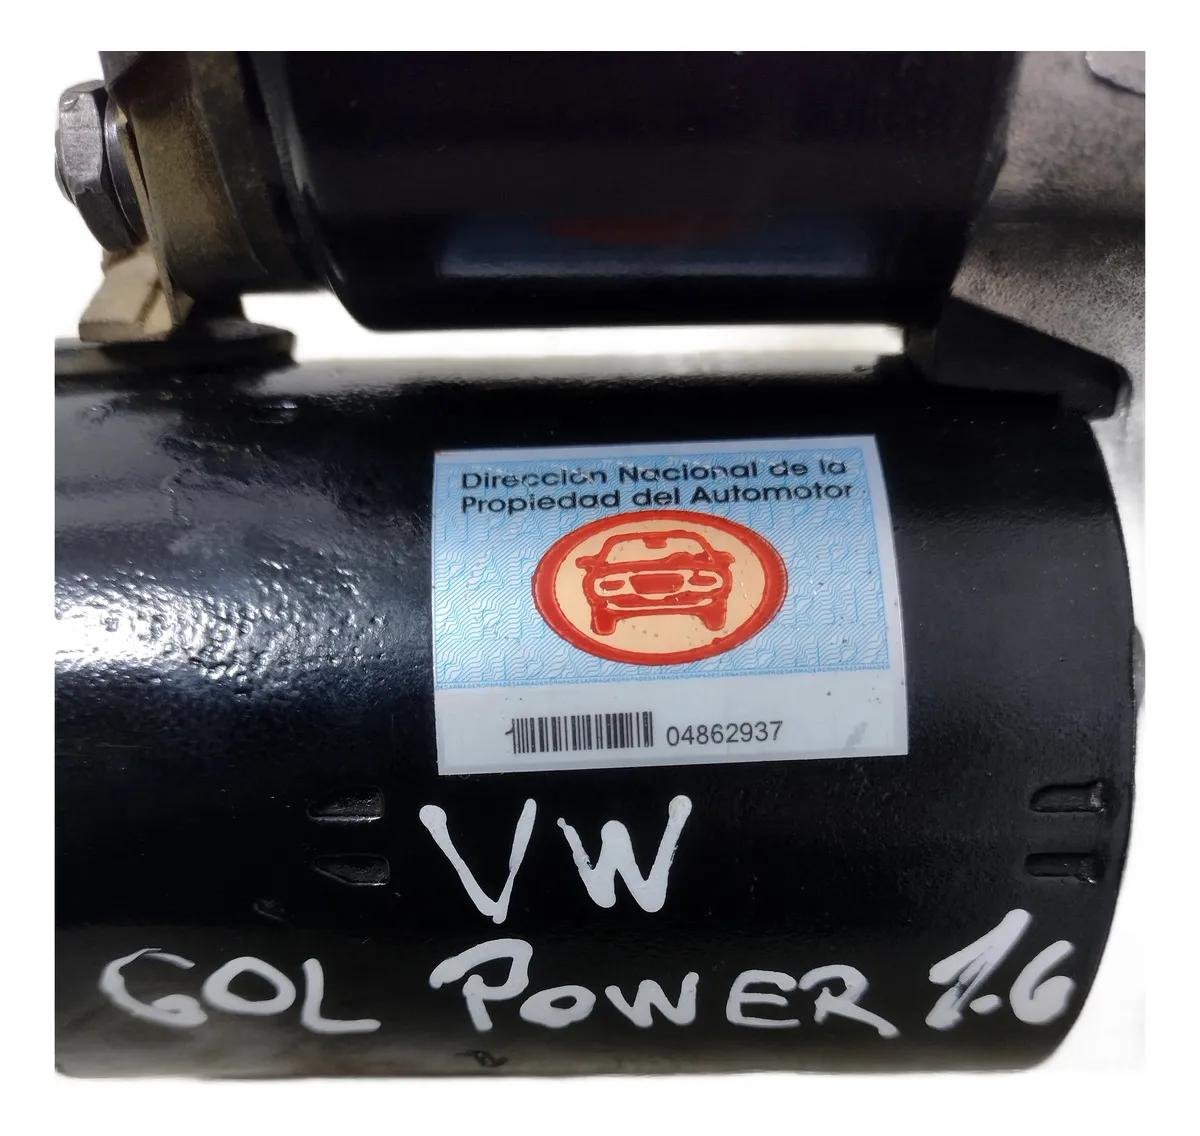 Dirección Nacional de la
Propiedad del Automotor
04862937
VW
GOL POWER 1.6